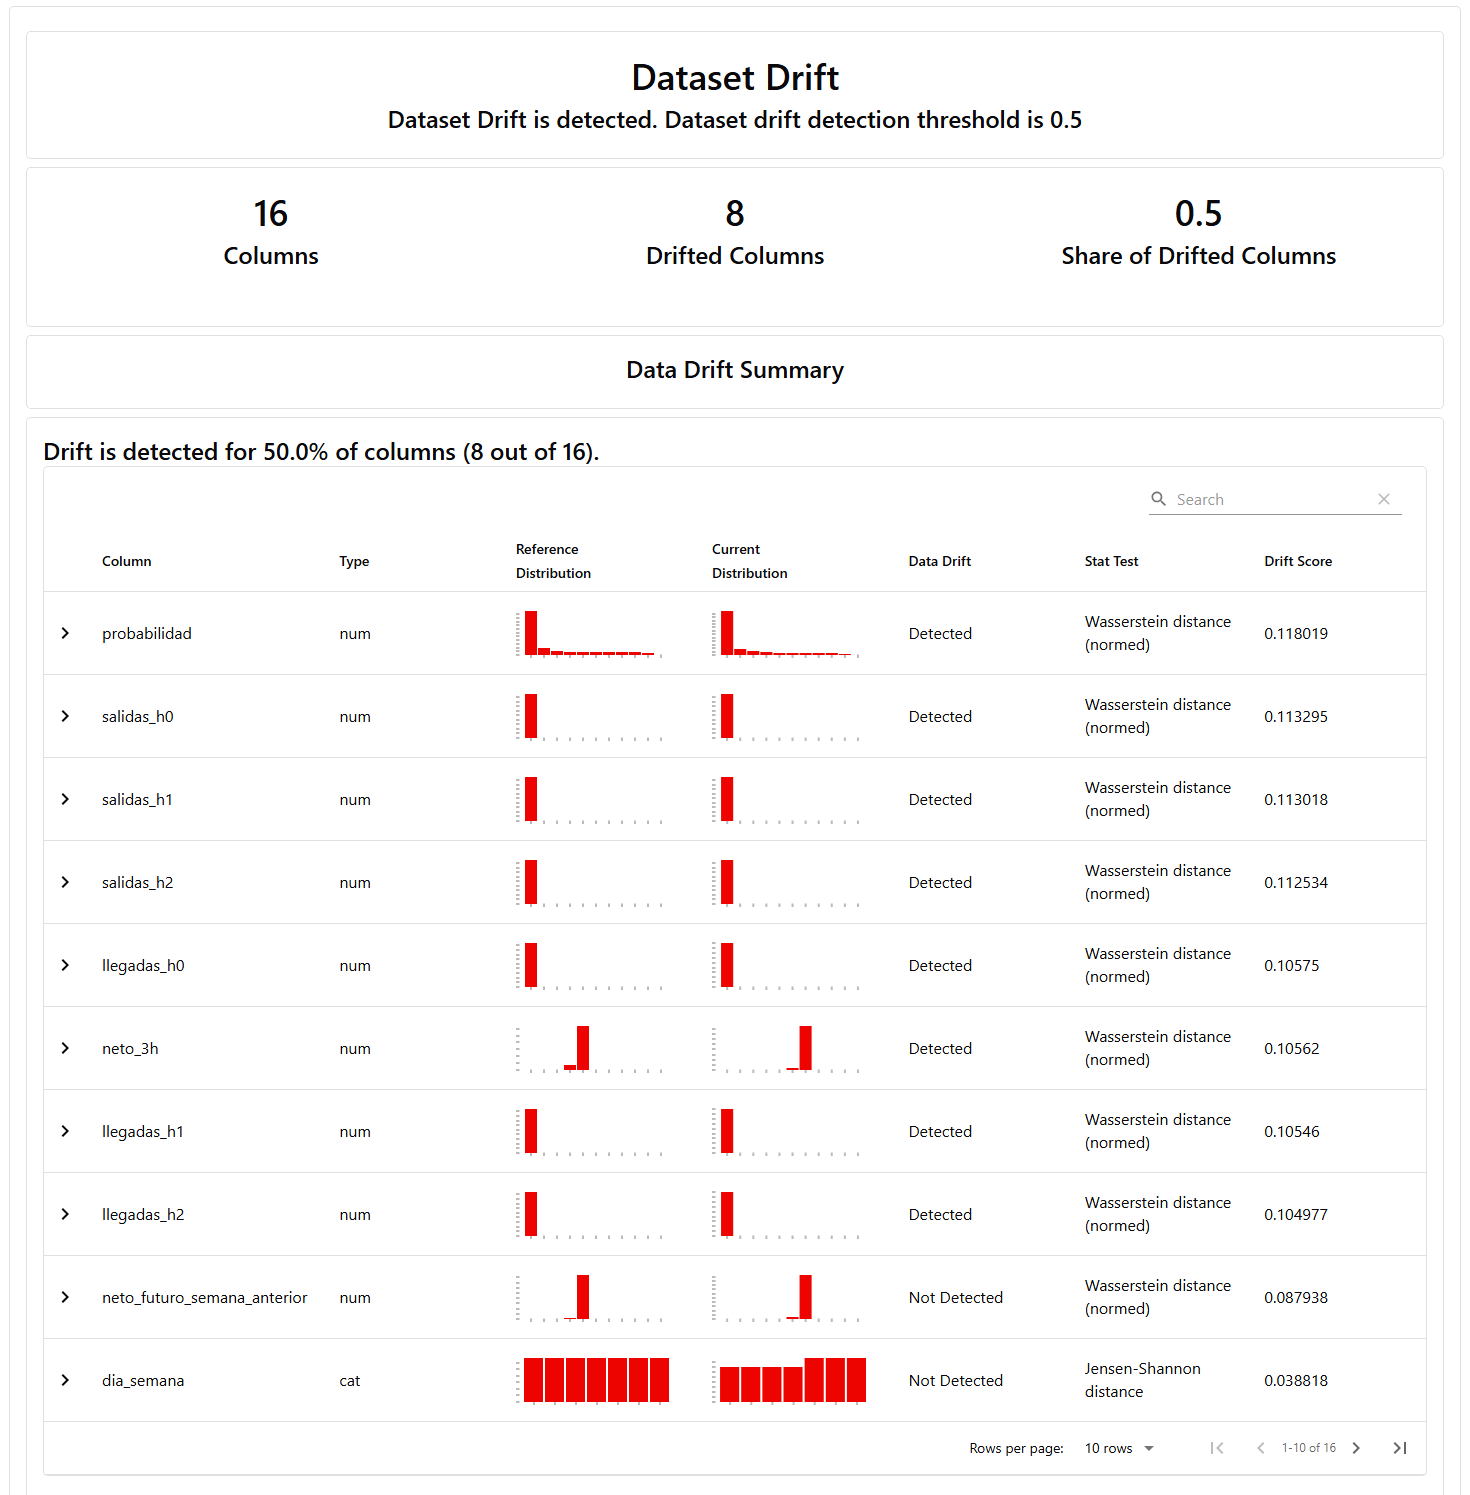 Dataset Drift
Dataset Drift is detected. Dataset drift detection threshold is 0.5
16
Columns
8
Drifted Columns
0.5
Share of Drifted Columns
Data Drift Summary
Drift is detected for 50.0% of columns (8 out of 16).
Search
Column Type Reference Distribution Current Distribution Data Drift Stat Test Drift Score
probabilidad num Detected Wasserstein distance (normed) 0.118019
salidas_h0 num Detected Wasserstein distance (normed) 0.113295
salidas_h1 num Detected Wasserstein distance (normed) 0.113018
salidas_h2 num Detected Wasserstein distance (normed) 0.112534
llegadas_h0 num Detected Wasserstein distance (normed) 0.10575
neto_3h num Detected Wasserstein distance (normed) 0.10562
llegadas_h1 num Detected Wasserstein distance (normed) 0.10546
llegadas_h2 num Detected Wasserstein distance (normed) 0.104977
neto_futuro_semana_anterior num Not Detected Wasserstein distance (normed) 0.087938
dia_semana cat Not Detected Jensen-Shannon distance 0.038818
Rows per page: 10 rows 1-10 of 16